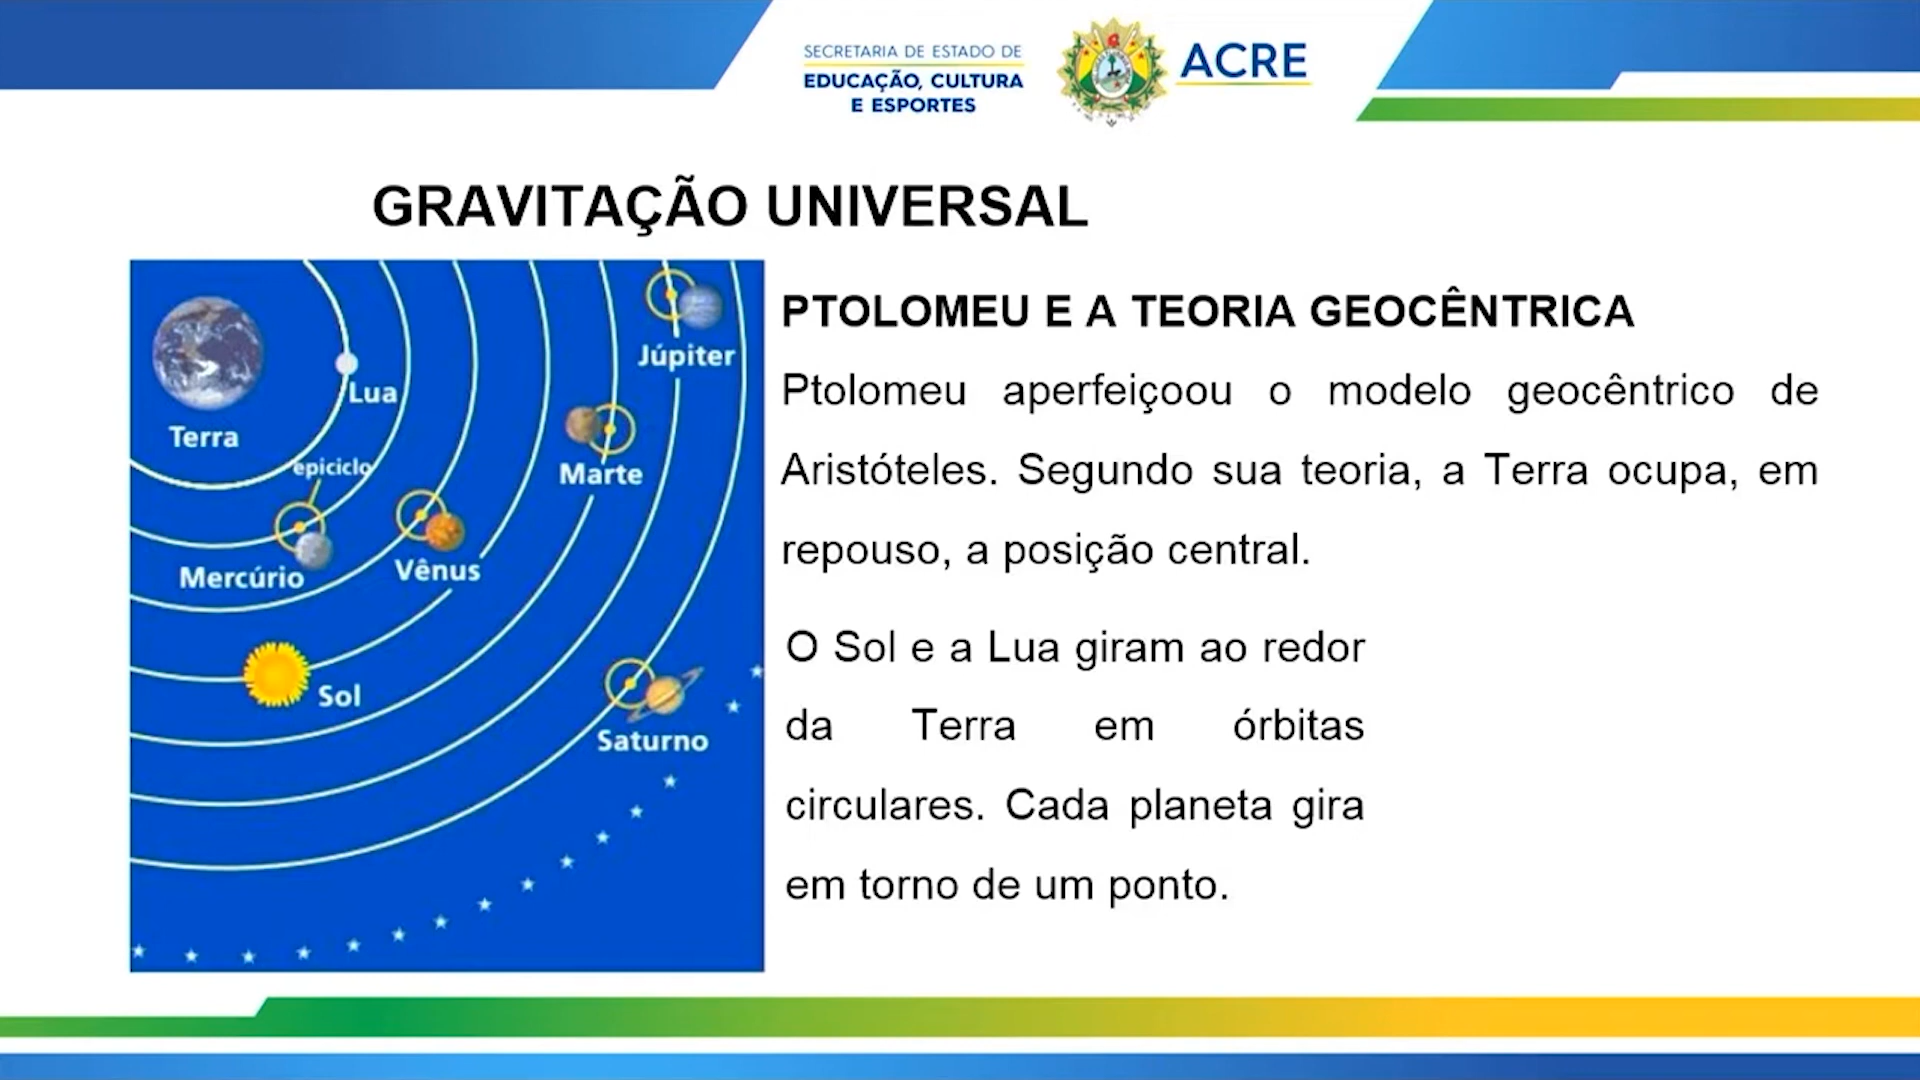 SECRETARIA DE ESTADO DE
EDUCAÇÃO, CULTURA
E ESPORTES
ACRE
GRAVITAÇÃO UNIVERSAL
PTOLOMEU E A TEORIA GEOCÊNTRICA
Ptolomeu aperfeiçoou o modelo geocêntrico de
Aristóteles. Segundo sua teoria, a Terra ocupa, em
repouso, a posição central.
O Sol e a Lua giram ao redor
da Terra em órbitas
circulares. Cada planeta gira
em torno de um ponto.
Júpiter
Lua
Terra
epiciclo
Marte
Mercúrio
Vênus
Sol
Saturno